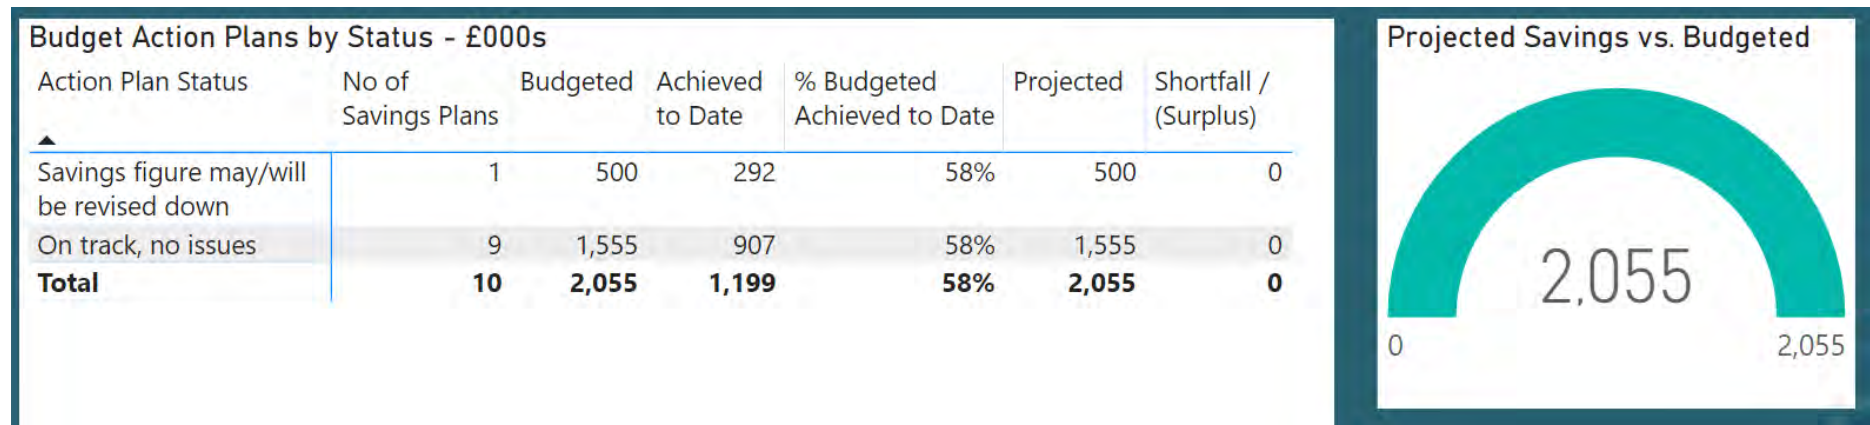 Budget Action Plans by Status - £000s
Action Plan Status No of Savings Plans Budgeted Achieved to Date % Budgeted Achieved to Date Projected Shortfall / (Surplus)
Savings figure may/will be revised down 1 500 292 58% 500 0
On track, no issues 9 1,555 907 58% 1,555 0
Total 10 2,055 1,199 58% 2,055 0
Projected Savings vs. Budgeted
2,055
0 2,055